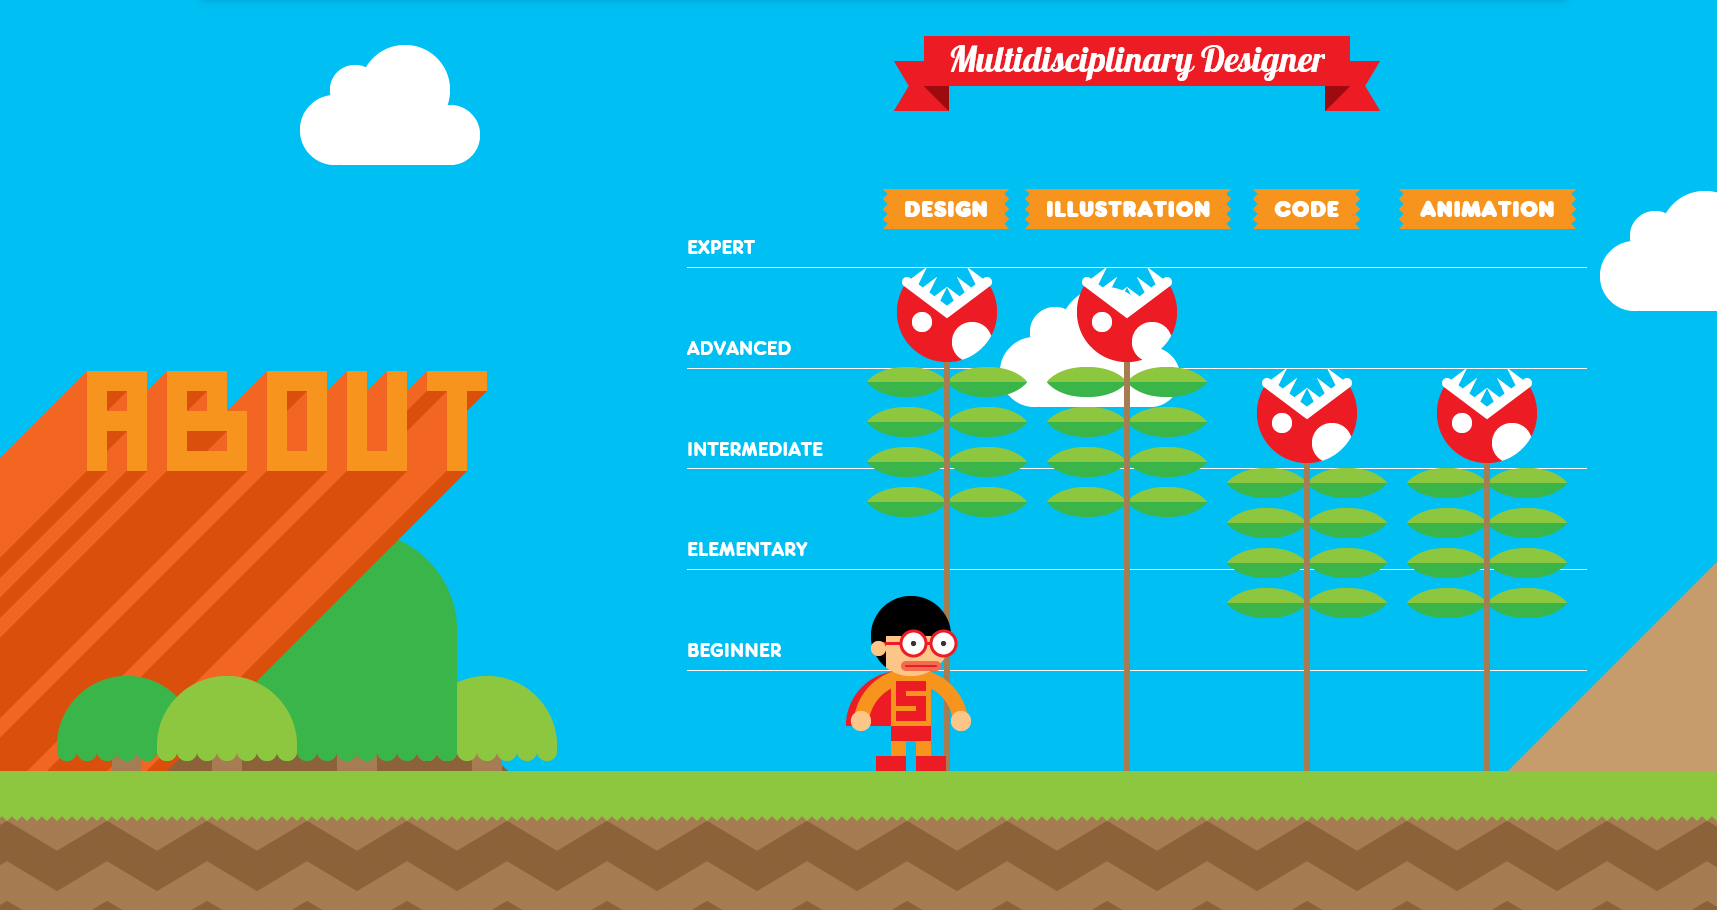 Multidisciplinary Designer
DESIGN ILLUSTRATION CODE ANIMATION
EXPERT
ADVANCED
INTERMEDIATE
ELEMENTARY
BEGINNER
ABOUT
S